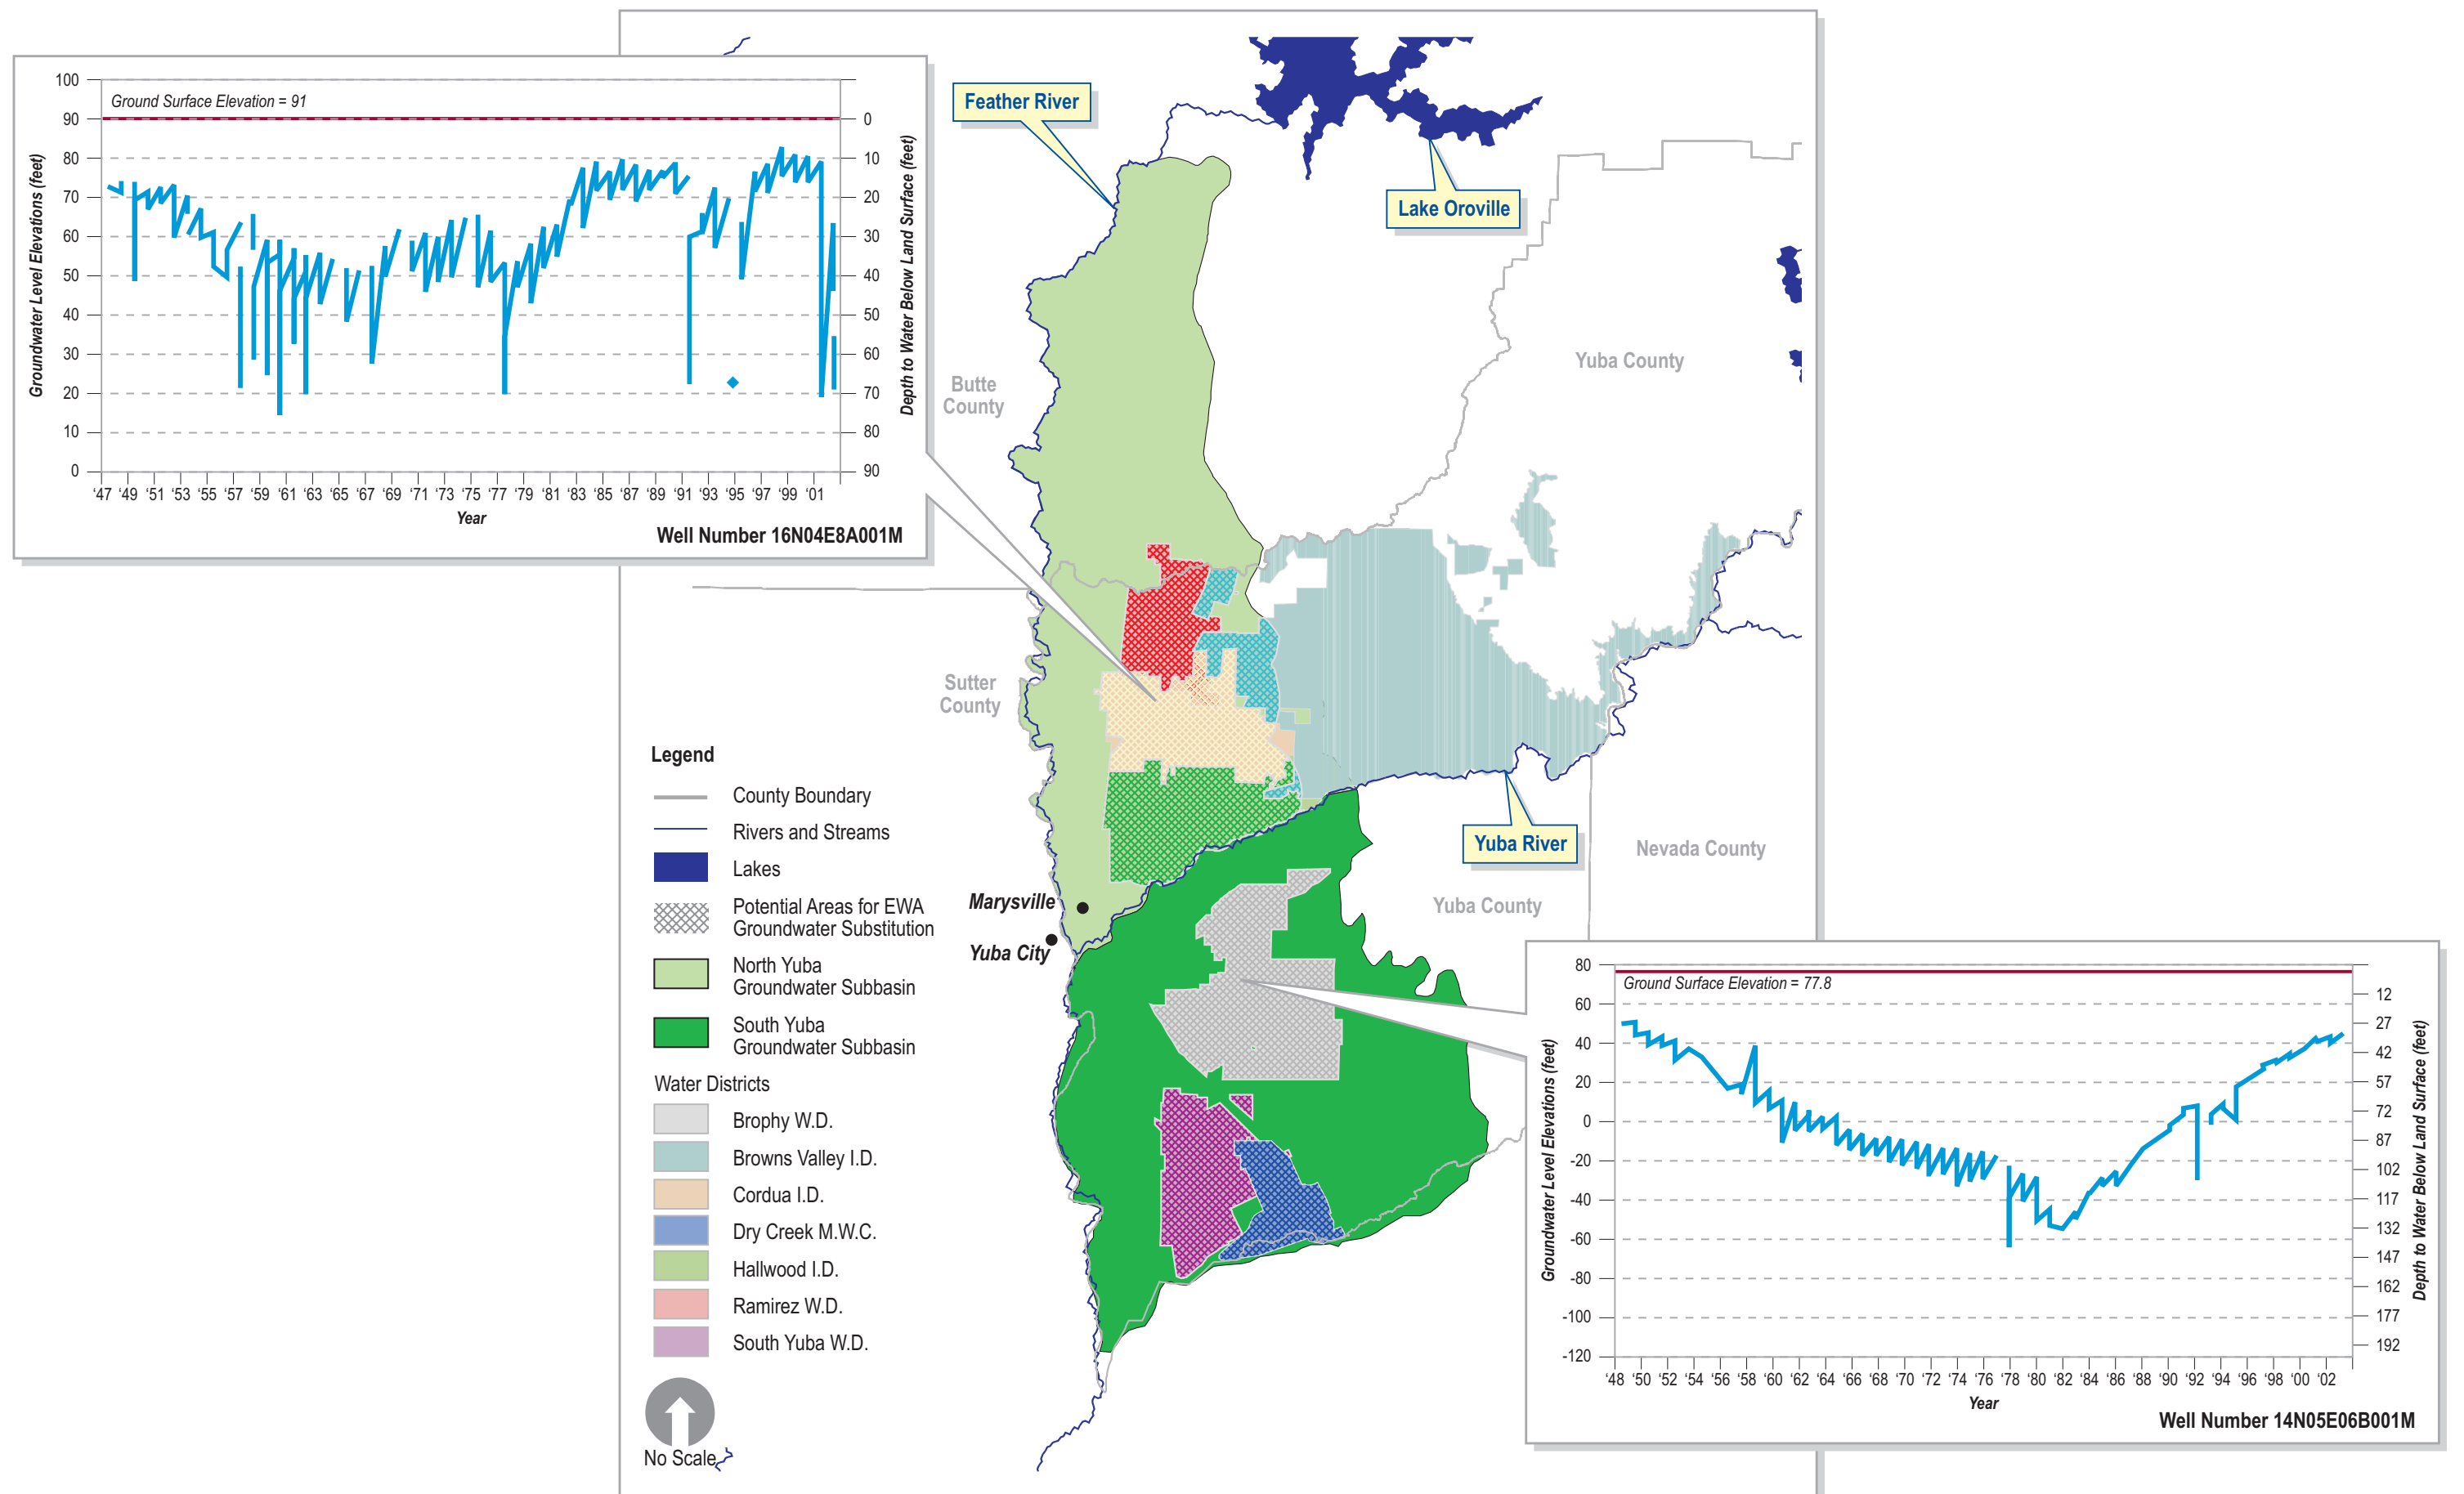 100
90
80
70
60
50
40
30
20
10
0
Groundwater Level Elevations (feet)
Ground Surface Elevation = 91
0
10
20
30
40
50
60
70
80
90
Depth to Water Below Land Surface (feet)
‘47 ‘49 ‘51 ‘53 ‘55 ‘57 ‘59 ‘61 ‘63 ‘65 ‘67 ‘69 ‘71 ‘73 ‘75 ‘77 ‘79 ‘81 ‘83 ‘85 ‘87 ‘89 ‘91 ‘93 ‘95 ‘97 ‘99 ‘01
Year
Well Number 16N04E8A001M
Feather River
Lake Oroville
Yuba County
Butte
County
Sutter
County
Yuba River
Nevada County
Yuba County
Marysville
Yuba City
Legend
County Boundary
Rivers and Streams
Lakes
Potential Areas for EWA
Groundwater Substitution
North Yuba
Groundwater Subbasin
South Yuba
Groundwater Subbasin
Water Districts
Brophy W.D.
Browns Valley I.D.
Cordua I.D.
Dry Creek M.W.C.
Hallwood I.D.
Ramirez W.D.
South Yuba W.D.
No Scale
80
60
40
20
0
-20
-40
-60
-80
-100
-120
Groundwater Level Elevations (feet)
Ground Surface Elevation = 77.8
12
27
42
57
72
87
102
117
132
147
162
177
192
Depth to Water Below Land Surface (feet)
‘48 ‘50 ‘52 ‘54 ‘56 ‘58 ‘60 ‘62 ‘64 ‘66 ‘68 ‘70 ‘72 ‘74 ‘76 ‘78 ‘80 ‘82 ‘84 ‘86 ‘88 ‘90 ‘92 ‘94 ‘96 ‘98 ‘00 ‘02
Year
Well Number 14N05E06B001M